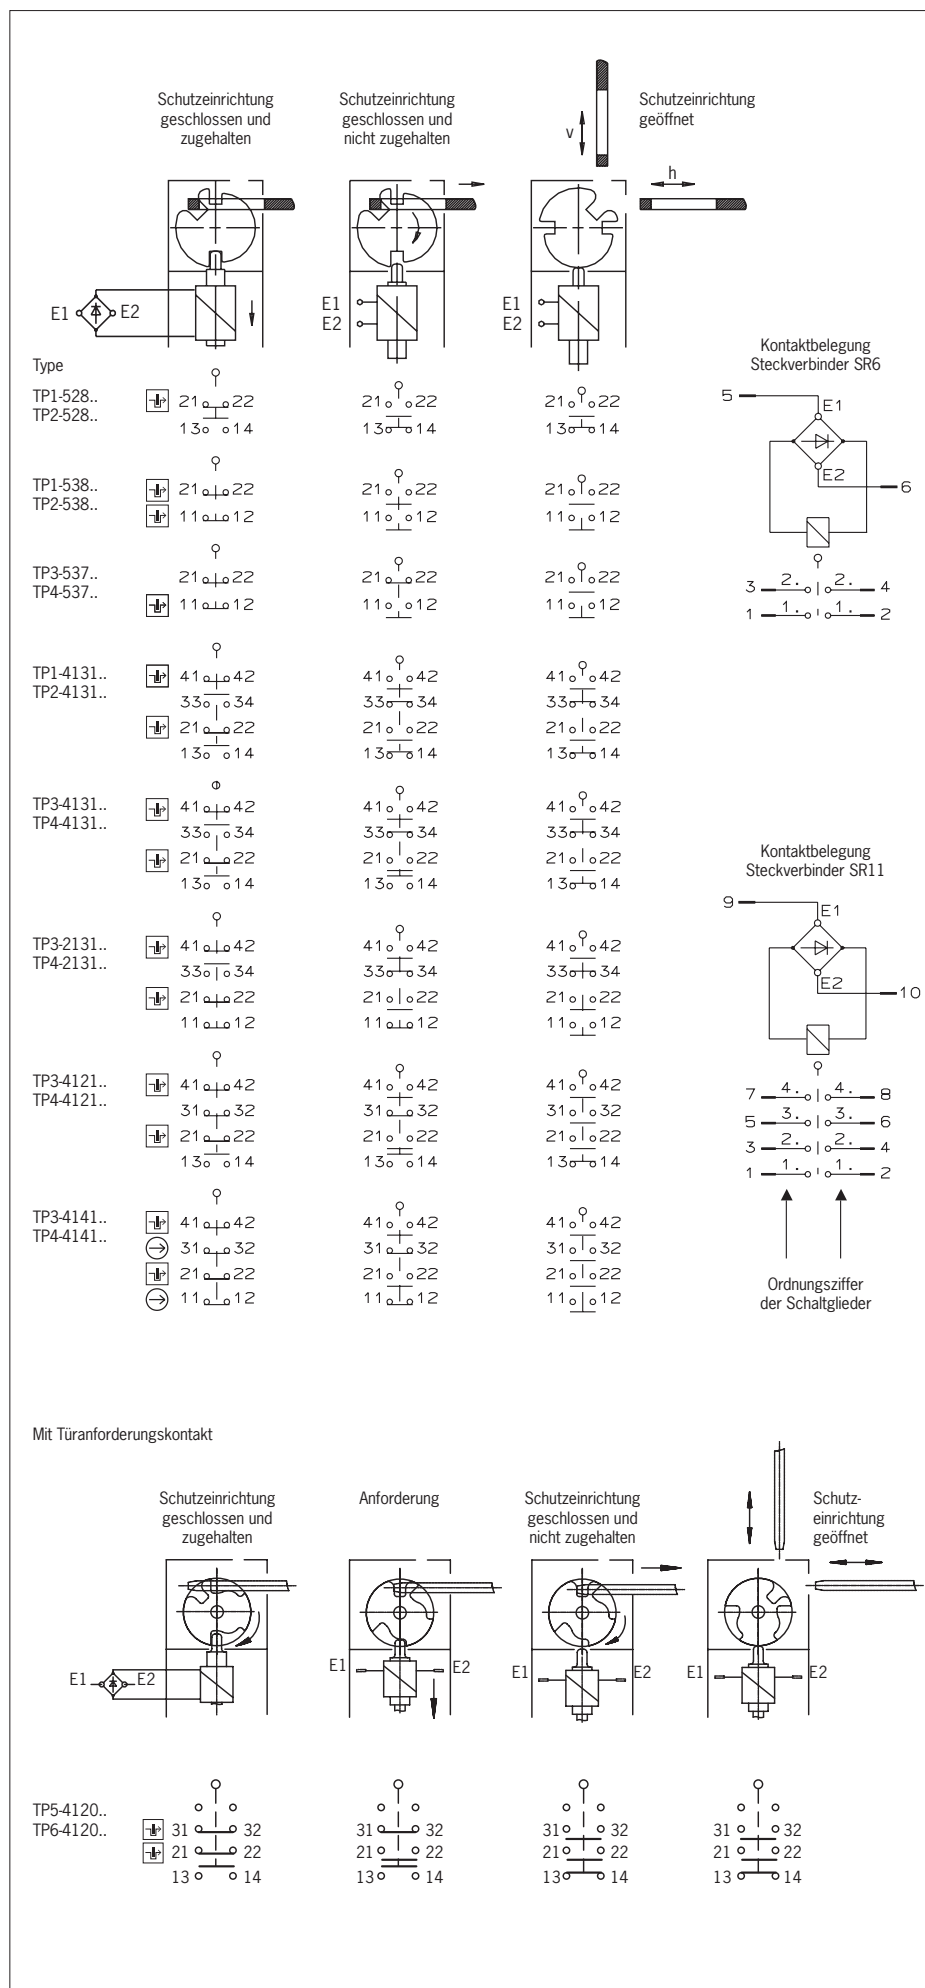 Schutzeinrichtung
geschlossen und
zugehalten
Schutzeinrichtung
geschlossen und
nicht zugehalten
Schutzeinrichtung
geöffnet
v
h
E1 E2
E1
E2
E1
E2
Type
TP1-528..
TP2-528..
21 22 21 22 21 22
13 14 13 14 13 14
TP1-538..
TP2-538..
21 22 21 22 21 22
11 12 11 12 11 12
TP3-537..
TP4-537..
21 22 21 22 21 22
11 12 11 12 11 12
TP1-4131..
TP2-4131..
41 42 41 42 41 42
33 34 33 34 33 34
21 22 21 22 21 22
13 14 13 14 13 14
TP3-4131..
TP4-4131..
41 42 41 42 41 42
33 34 33 34 33 34
21 22 21 22 21 22
13 14 13 14 13 14
TP3-2131..
TP4-2131..
41 42 41 42 41 42
33 34 33 34 33 34
21 22 21 22 21 22
11 12 11 12 11 12
TP3-4121..
TP4-4121..
41 42 41 42 41 42
31 32 31 32 31 32
21 22 21 22 21 22
13 14 13 14 13 14
TP3-4141..
TP4-4141..
41 42 41 42 41 42
31 32 31 32 31 32
21 22 21 22 21 22
11 12 11 12 11 12
Kontaktbelegung
Steckverbinder SR6
5 E1
E2 6
3 2. 2. 4
1 1. 1. 2
Kontaktbelegung
Steckverbinder SR11
9 E1
E2 10
7 4. 4. 8
5 3. 3. 6
3 2. 2. 4
1 1. 1. 2
Ordnungsziffer
der Schaltglieder
Mit Türanforderungskontakt
Schutzeinrichtung
geschlossen und
zugehalten
Anforderung
Schutzeinrichtung
geschlossen und
nicht zugehalten
Schutz-
einrichtung
geöffnet
E1 E2 E1 E2 E1 E2 E1 E2
TP5-4120..
TP6-4120..
31 32 31 32 31 32 31 32
21 22 21 22 21 22 21 22
13 14 13 14 13 14 13 14